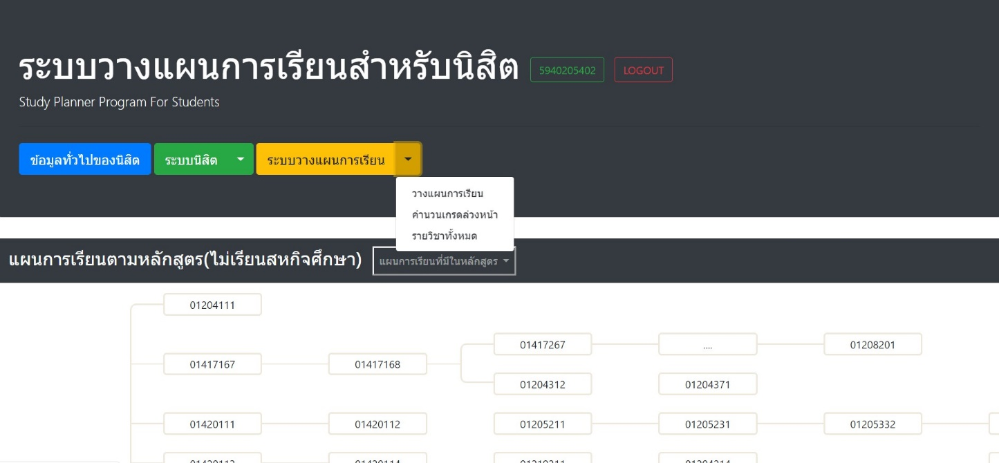 ระบบวางแผนการเรียนสำหรับนิสิต 5940205402 LOGOUT
Study Planner Program For Students
ข้อมูลทั่วไปของนิสิต ระบบนิสิต ระบบวางแผนการเรียน
วางแผนการเรียน
คำนวนเกรดล่วงหน้า
รายวิชาทั้งหมด
แผนการเรียนตามหลักสูตร(ไม่เรียนสหกิจศึกษา) แผนการเรียนที่มีในหลักสูตร
01204111
01417267 .... 01208201
01417167 01417168
01204312 01204371
01420111 01420112 01205211 01205231 01205332